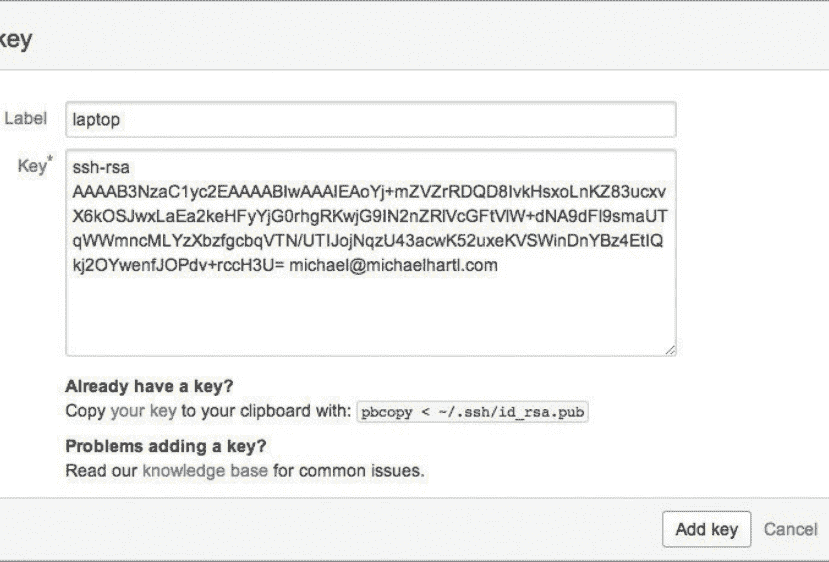 key
Label laptop
Key* ssh-rsa
AAAAB3NzaC1yc2EAAAABIwAAAIEAoYj+mZVZrRDQD8IvkHsxoLnKZ83ucxv
X6kOSJwxLaEa2keHFyYjG0rhgRKwjG9IN2nZRlVcGFtVlW+dNA9dFl9smaUT
qWWmncMLYzXbzfgcbqVTN/UTIJojNqzU43acwK52uxeKVSWinDnYBz4EtlQ
kj2OYwenfJOPdv+rccH3U= michael@michaelhartl.com
Already have a key?
Copy your key to your clipboard with: pbcopy < ~/.ssh/id_rsa.pub
Problems adding a key?
Read our knowledge base for common issues.
Add key Cancel